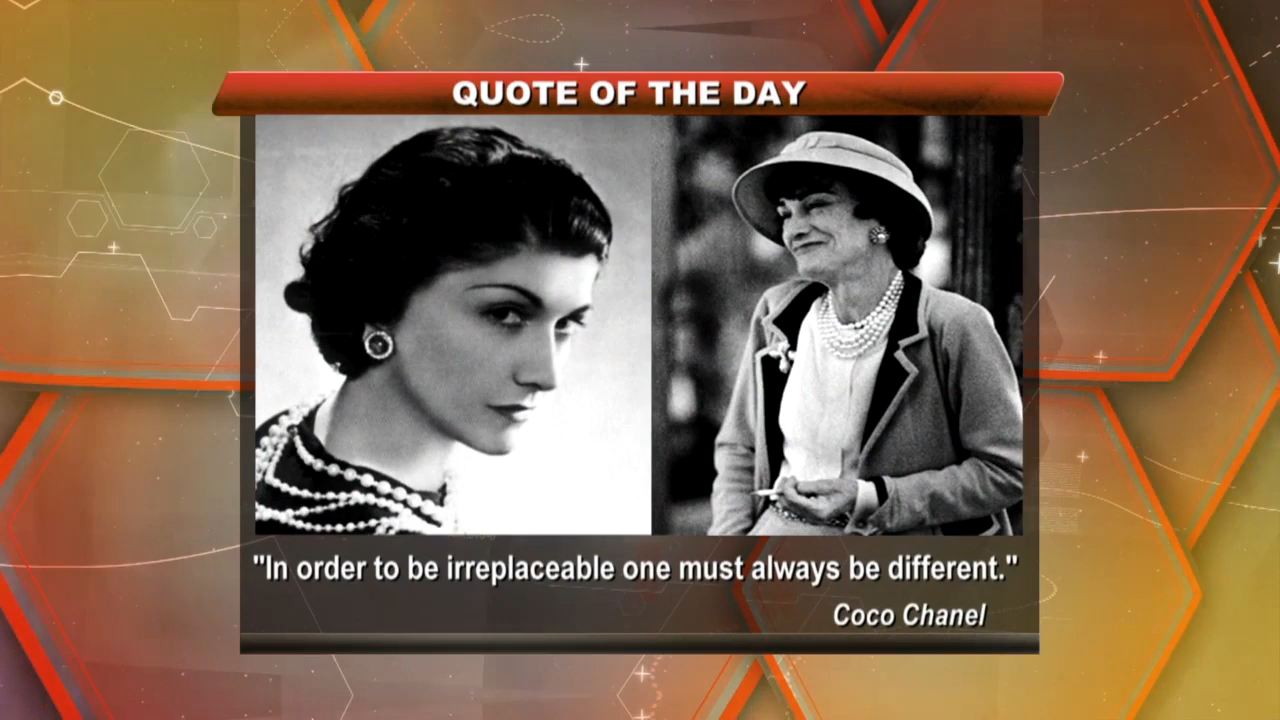 QUOTE OF THE DAY
"In order to be irreplaceable one must always be different."
Coco Chanel